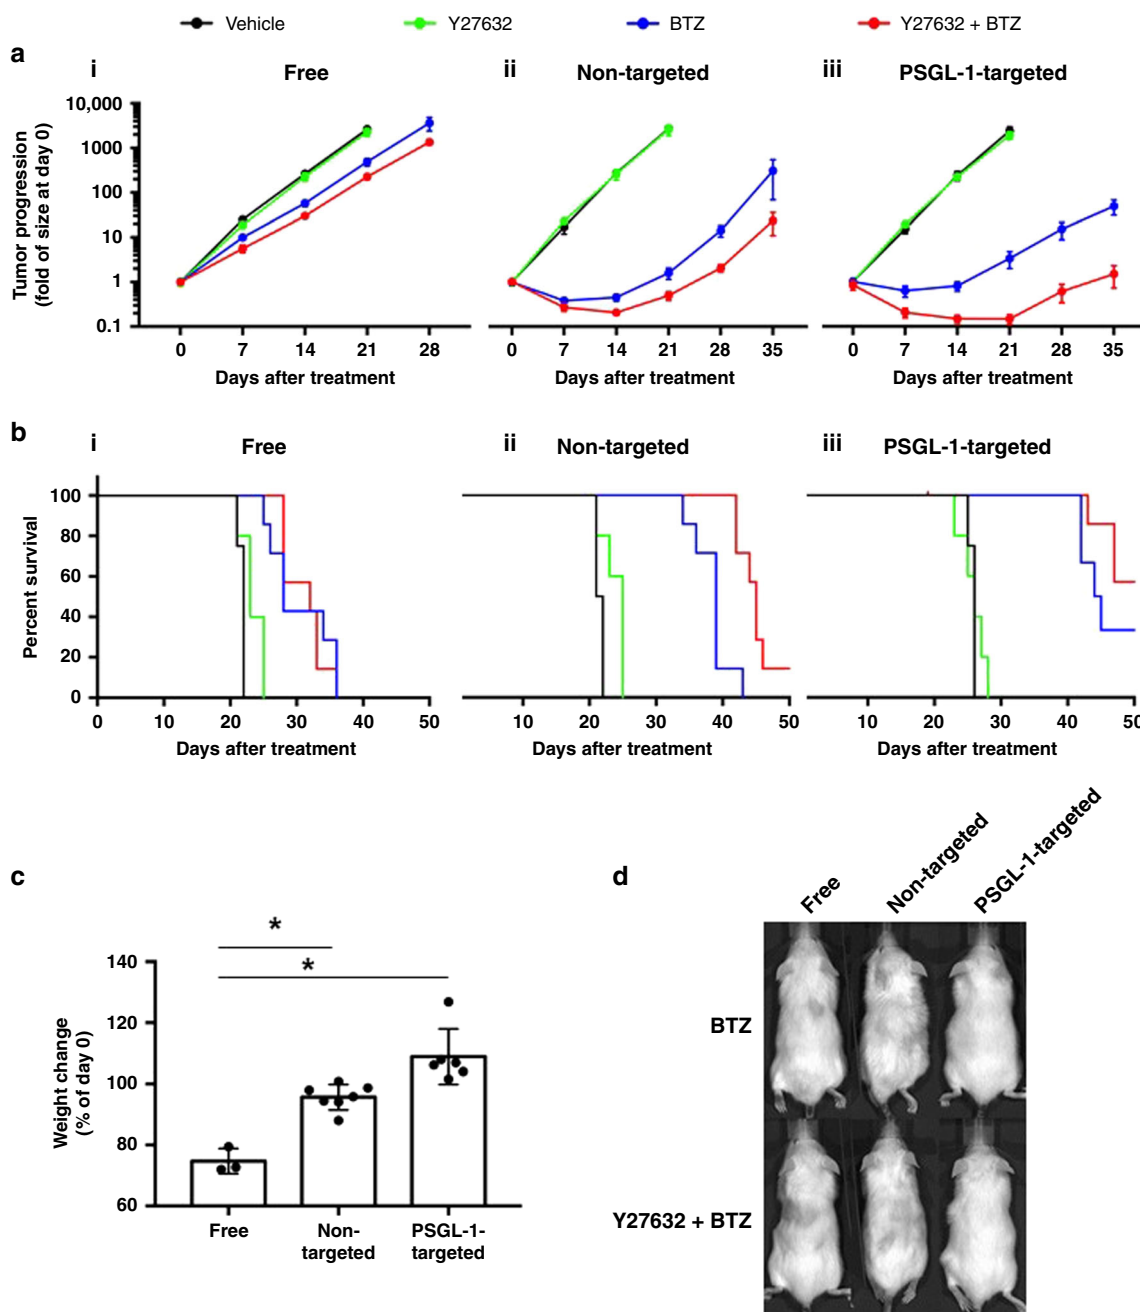 Vehicle Y27632 BTZ Y27632 + BTZ
a
i Free ii Non-targeted iii PSGL-1-targeted
Tumor progression
(fold of size at day 0)
10,000
1000
100
10
1
0.1
0 7 14 21 28 0 7 14 21 28 35 0 7 14 21 28 35
Days after treatment Days after treatment Days after treatment
b
i Free ii Non-targeted iii PSGL-1-targeted
Percent survival
100
80
60
40
20
0
0 10 20 30 40 50 10 20 30 40 50 10 20 30 40 50
Days after treatment Days after treatment Days after treatment
c
Weight change
(% of day 0)
* 
*
140
120
100
80
60
Free Non- PSGL-1-
targeted targeted
d
Free Non-targeted PSGL-1-targeted
BTZ
Y27632 + BTZ